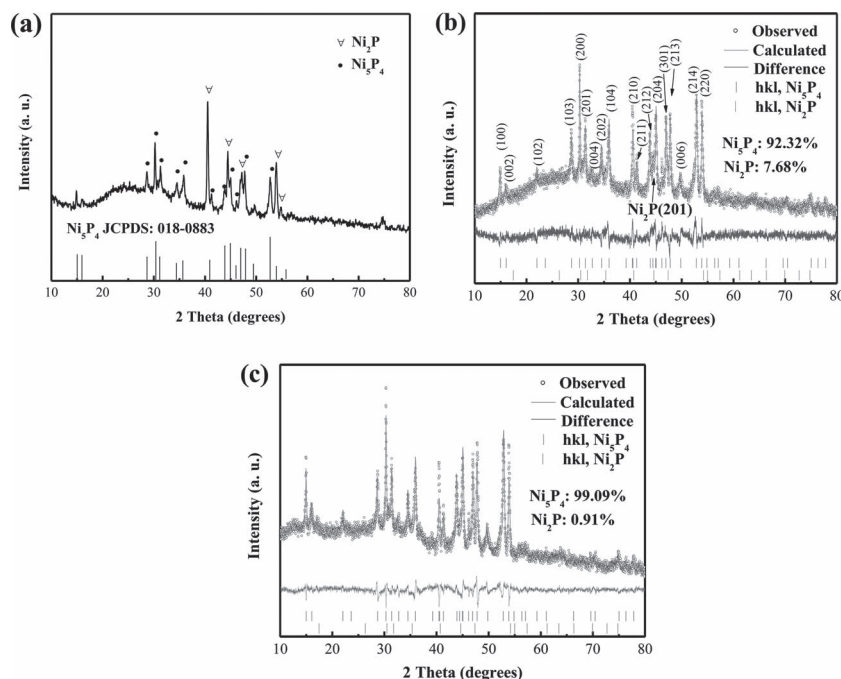 (a)
Intensity (a. u.)
Ni₂P
Ni₅P₄
Ni₅P₄ JCPDS: 018-0883
10 20 30 40 50 60 70 80
2 Theta (degrees)
(b)
Intensity (a. u.)
Observed
Calculated
Difference
hkl, Ni₅P₄
hkl, Ni₂P
Ni₅P₄: 92.32%
Ni₂P: 7.68%
(100)
(002)
(102)
(103)
(200)
(201)
(004)
(202)
(104)
(210)
(211)
(212)
(204)
(301)
(213)
(006)
(214)
(220)
Ni₂P(201)
10 20 30 40 50 60 70 80
2 Theta (degrees)
(c)
Intensity (a. u.)
Observed
Calculated
Difference
hkl, Ni₅P₄
hkl, Ni₂P
Ni₅P₄: 99.09%
Ni₂P: 0.91%
10 20 30 40 50 60 70 80
2 Theta (degrees)